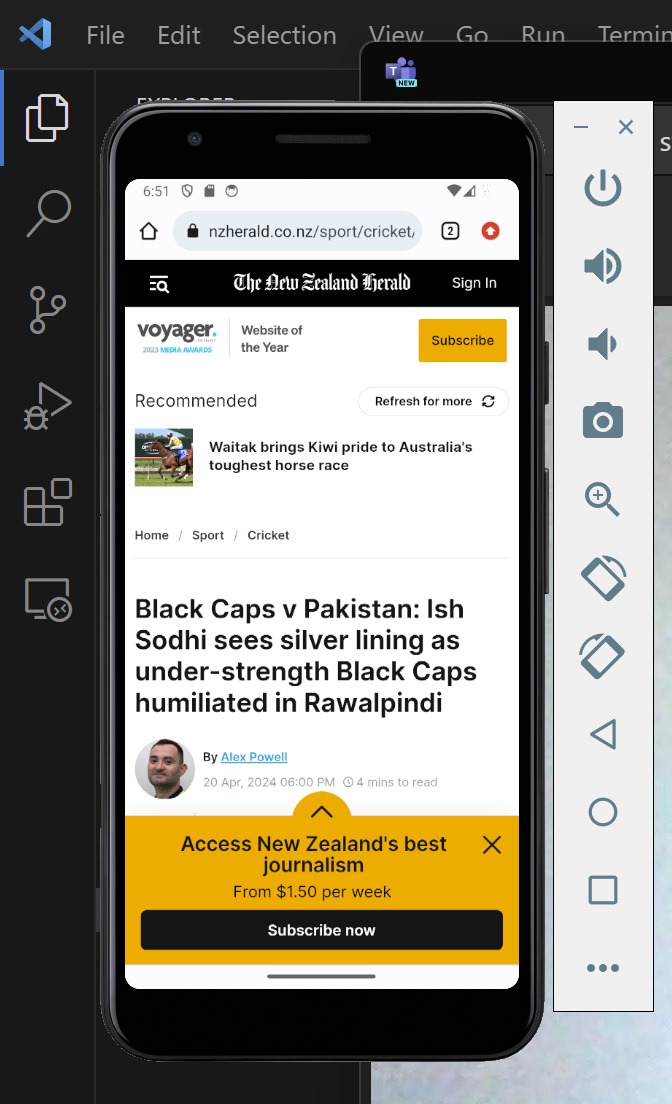 File Edit Selection View Go Run
T
NEW
EXPLORER
6:51
nzherald.co.nz/sport/cricket/
2
The New Zealand Herald
Sign In
voyager.
2023 MEDIA AWARDS
Website of
the Year
Subscribe
Recommended
Refresh for more
Waitak brings Kiwi pride to Australia's
toughest horse race
Home / Sport / Cricket
Black Caps v Pakistan: Ish
Sodhi sees silver lining as
under-strength Black Caps
humiliated in Rawalpindi
By Alex Powell
20 Apr, 2024 06:00 PM 4 mins to read
Access New Zealand's best
journalism
From $1.50 per week
Subscribe now